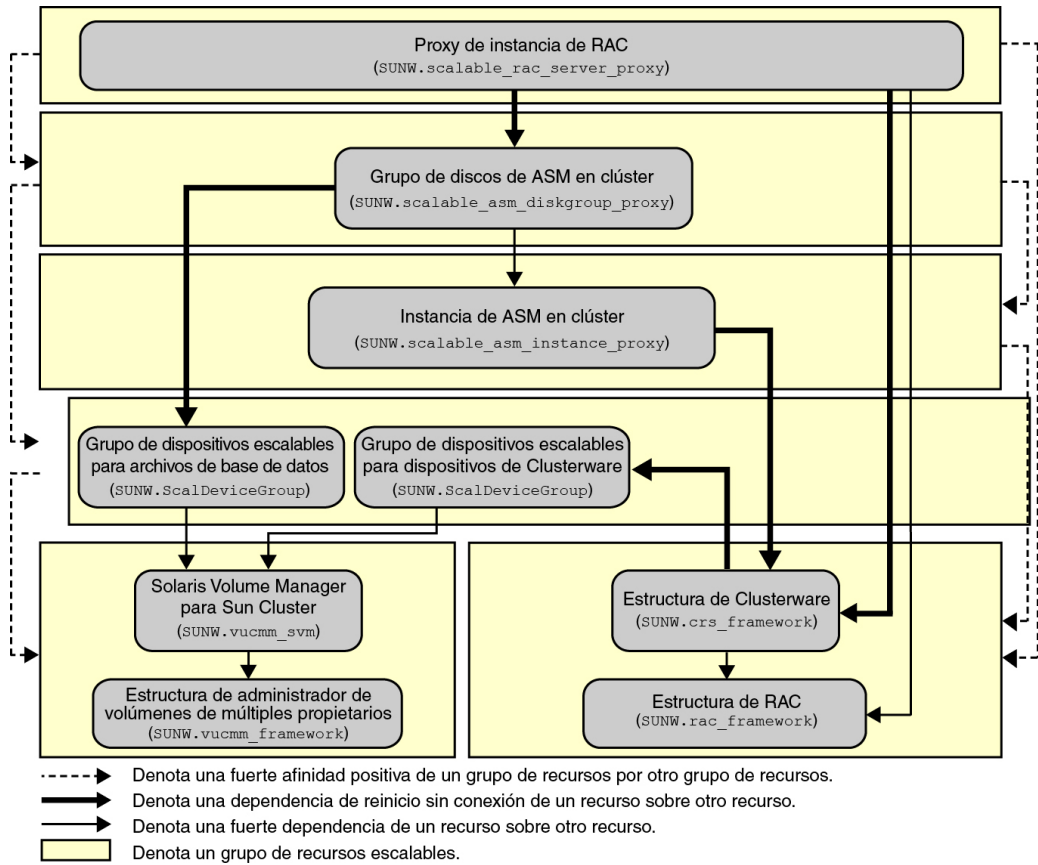 Proxy de instancia de RAC
(SUNW.scalable_rac_server_proxy)
Grupo de discos de ASM en clúster
(SUNW.scalable_asm_diskgroup_proxy)
Instancia de ASM en clúster
(SUNW.scalable_asm_instance_proxy)
Grupo de dispositivos escalables
para archivos de base de datos
(SUNW.ScalDeviceGroup)
Grupo de dispositivos escalables
para dispositivos de Clusterware
(SUNW.ScalDeviceGroup)
Solaris Volume Manager
para Sun Cluster
(SUNW.vucmm_svm)
Estructura de administrador de
volúmenes de múltiples propietarios
(SUNW.vucmm_framework)
Estructura de Clusterware
(SUNW.crs_framework)
Estructura de RAC
(SUNW.rac_framework)
Denota una fuerte afinidad positiva de un grupo de recursos por otro grupo de recursos.
Denota una dependencia de reinicio sin conexión de un recurso sobre otro recurso.
Denota una fuerte dependencia de un recurso sobre otro recurso.
Denota un grupo de recursos escalables.